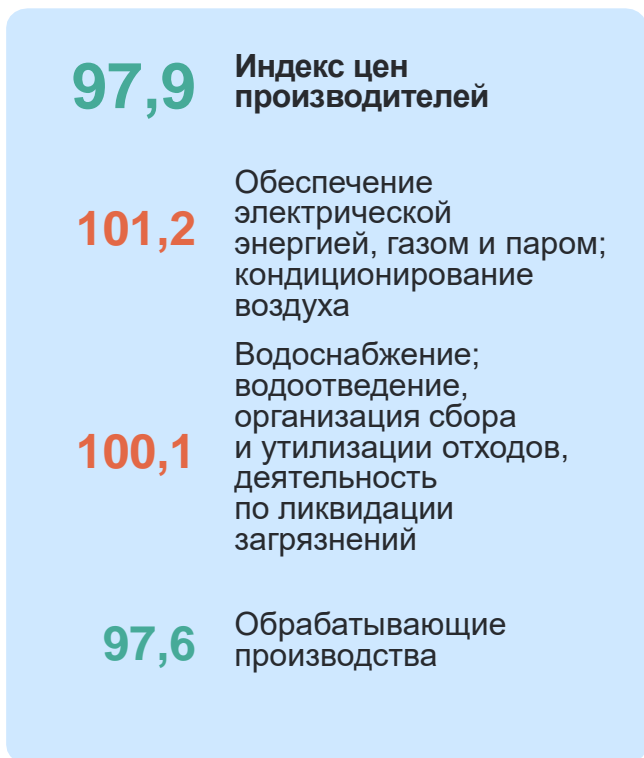 97,9
Индекс цен
производителей
101,2
Обеспечение
электрической
энергией, газом и паром;
кондиционирование
воздуха
100,1
Водоснабжение;
водоотведение,
организация сбора
и утилизации отходов,
деятельность
по ликвидации
загрязнений
97,6
Обрабатывающие
производства